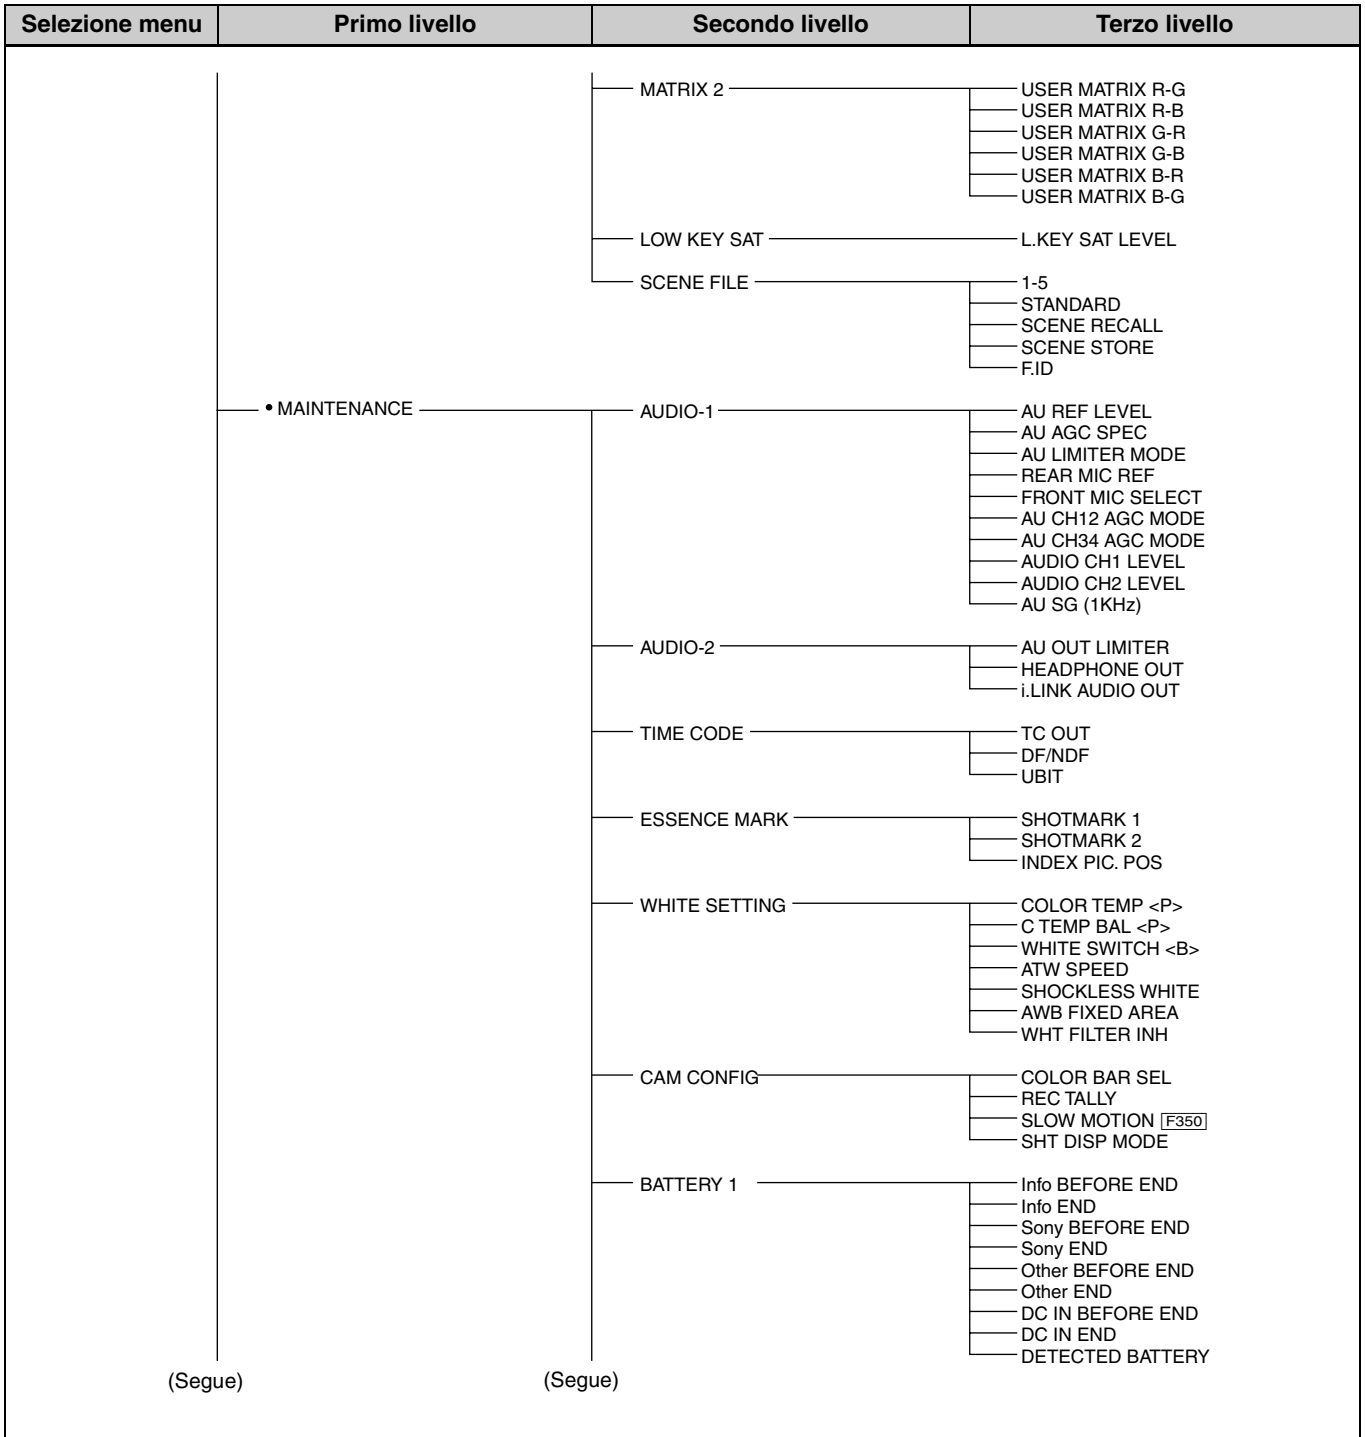 Selezione menu Primo livello Secondo livello Terzo livello
MATRIX 2 USER MATRIX R-G
USER MATRIX R-B
USER MATRIX G-R
USER MATRIX G-B
USER MATRIX B-R
USER MATRIX B-G
LOW KEY SAT L.KEY SAT LEVEL
SCENE FILE 1-5
STANDARD
SCENE RECALL
SCENE STORE
F.ID
• MAINTENANCE AUDIO-1 AU REF LEVEL
AU AGC SPEC
AU LIMITER MODE
REAR MIC REF
FRONT MIC SELECT
AU CH12 AGC MODE
AU CH34 AGC MODE
AUDIO CH1 LEVEL
AUDIO CH2 LEVEL
AU SG (1KHz)
AUDIO-2 AU OUT LIMITER
HEADPHONE OUT
i.LINK AUDIO OUT
TIME CODE TC OUT
DF/NDF
UBIT
ESSENCE MARK SHOTMARK 1
SHOTMARK 2
INDEX PIC. POS
WHITE SETTING COLOR TEMP <P>
C TEMP BAL <P>
WHITE SWITCH <B>
ATW SPEED
SHOCKLESS WHITE
AWB FIXED AREA
WHT FILTER INH
CAM CONFIG COLOR BAR SEL
REC TALLY
SLOW MOTION F350
SHT DISP MODE
BATTERY 1 Info BEFORE END
Info END
Sony BEFORE END
Sony END
Other BEFORE END
Other END
DC IN BEFORE END
DC IN END
DETECTED BATTERY
(Segue) (Segue)